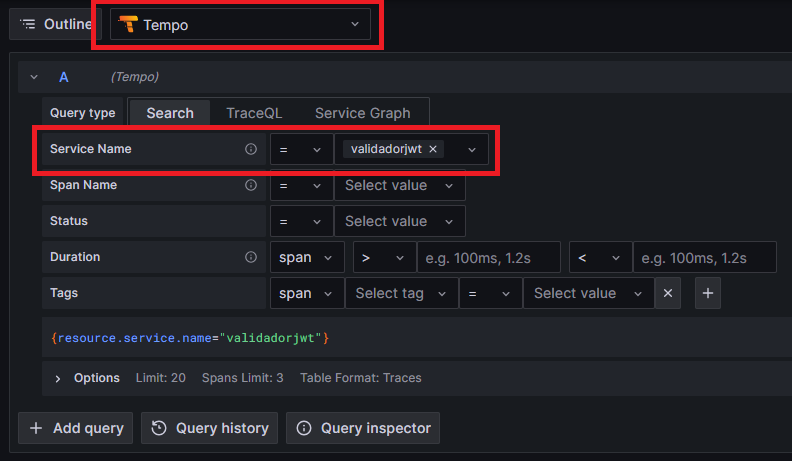 Outline Tempo
A (Tempo)
Query type Search TraceQL Service Graph
Service Name = validadorjwt ×
Span Name = Select value
Status = Select value
Duration span > e.g. 100ms, 1.2s < e.g. 100ms, 1.2s
Tags span Select tag = Select value × +
{resource.service.name="validadorjwt"}
> Options Limit: 20 Spans Limit: 3 Table Format: Traces
+ Add query Query history Query inspector